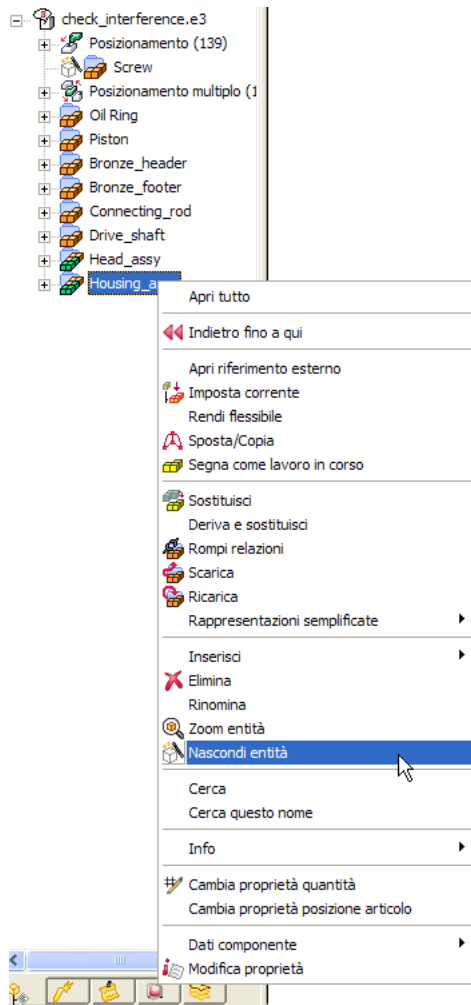 check_interference.e3
Posizionamento (139)
Screw
Posizionamento multiplo (1
Oil Ring
Piston
Bronze_header
Bronze_footer
Connecting_rod
Drive_shaft
Head_assy
Housing_a
Apri tutto
Indietro fino a qui
Apri riferimento esterno
Imposta corrente
Rendi flessibile
Sposta/Copia
Segna come lavoro in corso
Sostituisci
Deriva e sostituisci
Rompi relazioni
Scarica
Ricarica
Rappresentazioni semplificate
Inserisci
Elimina
Rinomina
Zoom entità
Nascondi entità
Cerca
Cerca questo nome
Info
Cambia proprietà quantità
Cambia proprietà posizione articolo
Dati componente
Modifica proprietà